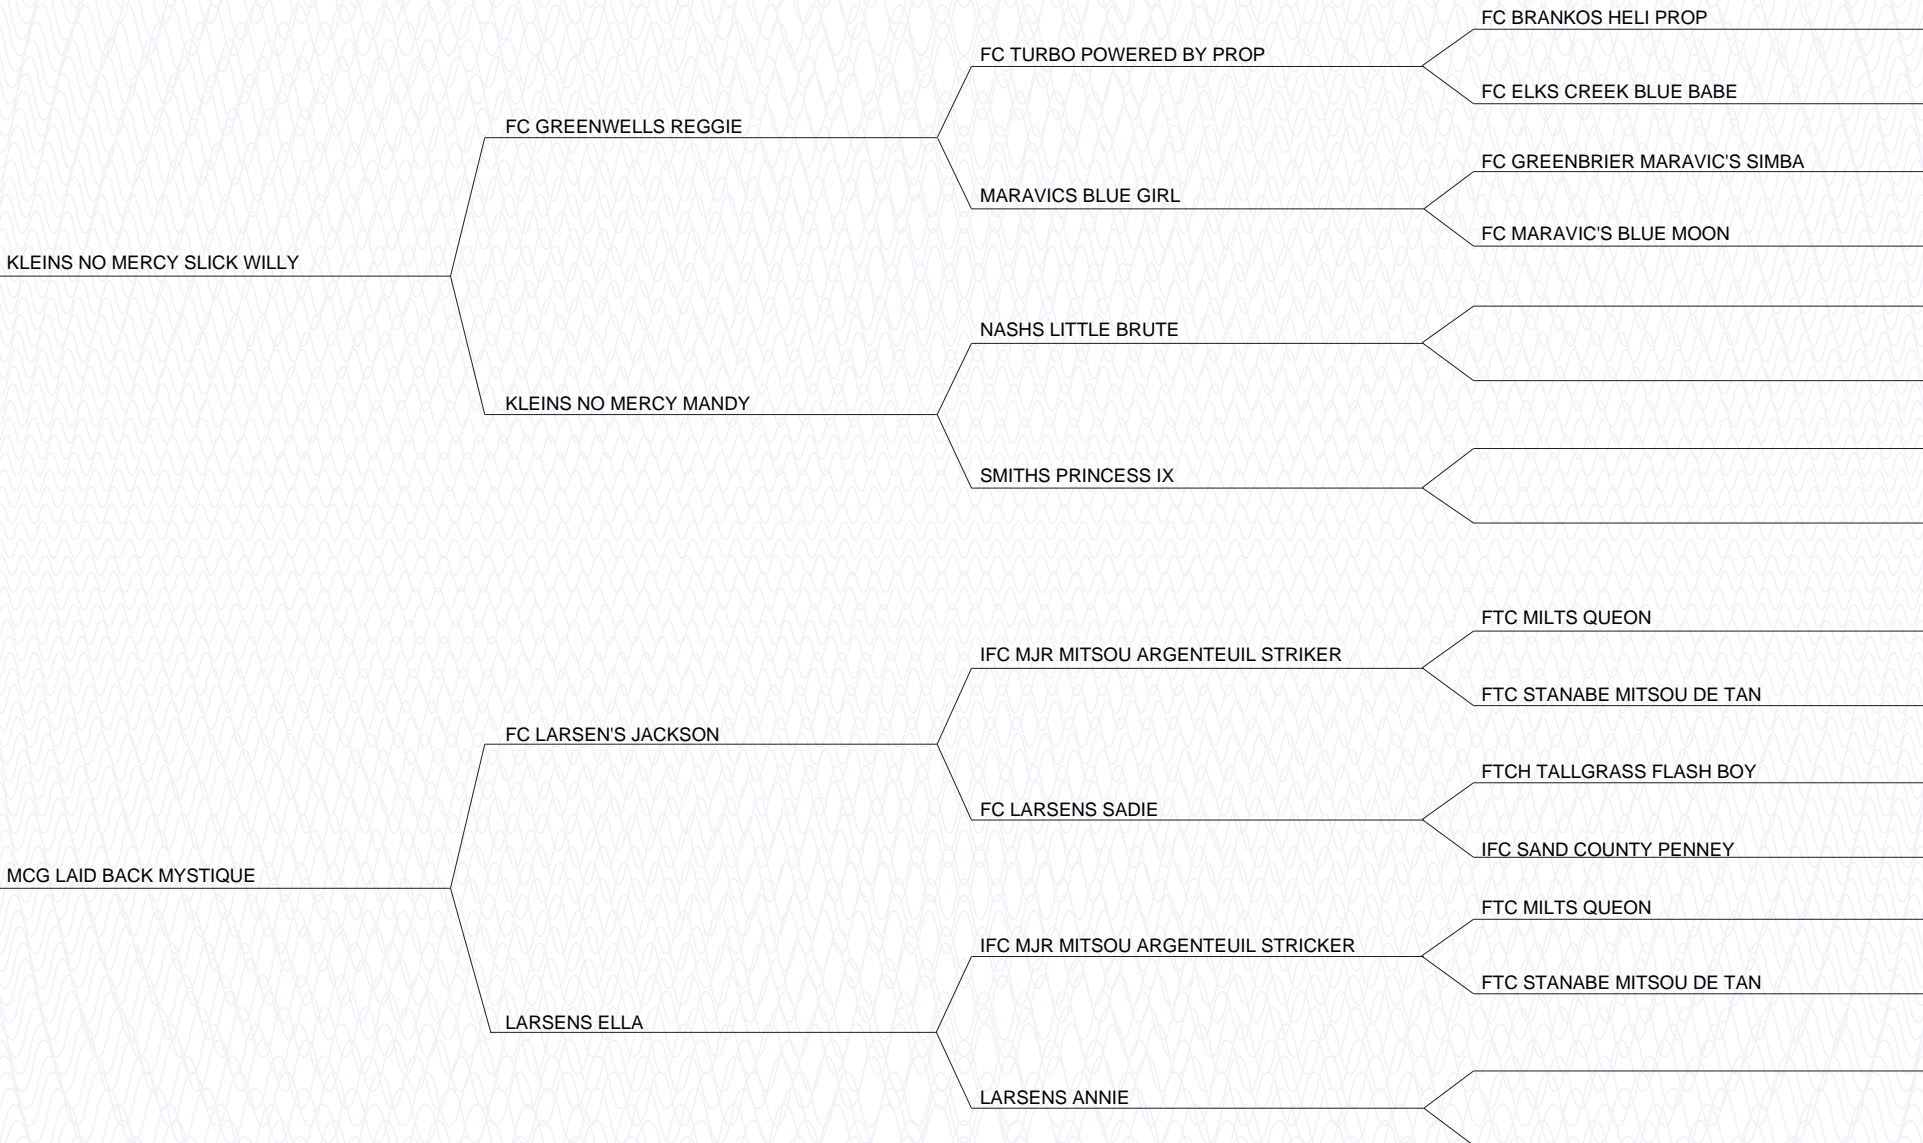 FC BRANKOS HELI PROP
FC TURBO POWERED BY PROP
FC ELKS CREEK BLUE BABE
FC GREENWELLS REGGIE
FC GREENBRIER MARAVIC'S SIMBA
MARAVICS BLUE GIRL
FC MARAVIC'S BLUE MOON
KLEINS NO MERCY SLICK WILLY
NASHS LITTLE BRUTE
KLEINS NO MERCY MANDY
SMITHS PRINCESS IX
FTC MILTS QUEON
IFC MJR MITSOU ARGENTEUIL STRIKER
FTC STANABE MITSOU DE TAN
FC LARSEN'S JACKSON
FTCH TALLGRASS FLASH BOY
FC LARSENS SADIE
IFC SAND COUNTY PENNEY
MCG LAID BACK MYSTIQUE
FTC MILTS QUEON
IFC MJR MITSOU ARGENTEUIL STRICKER
FTC STANABE MITSOU DE TAN
LARSENS ELLA
LARSENS ANNIE